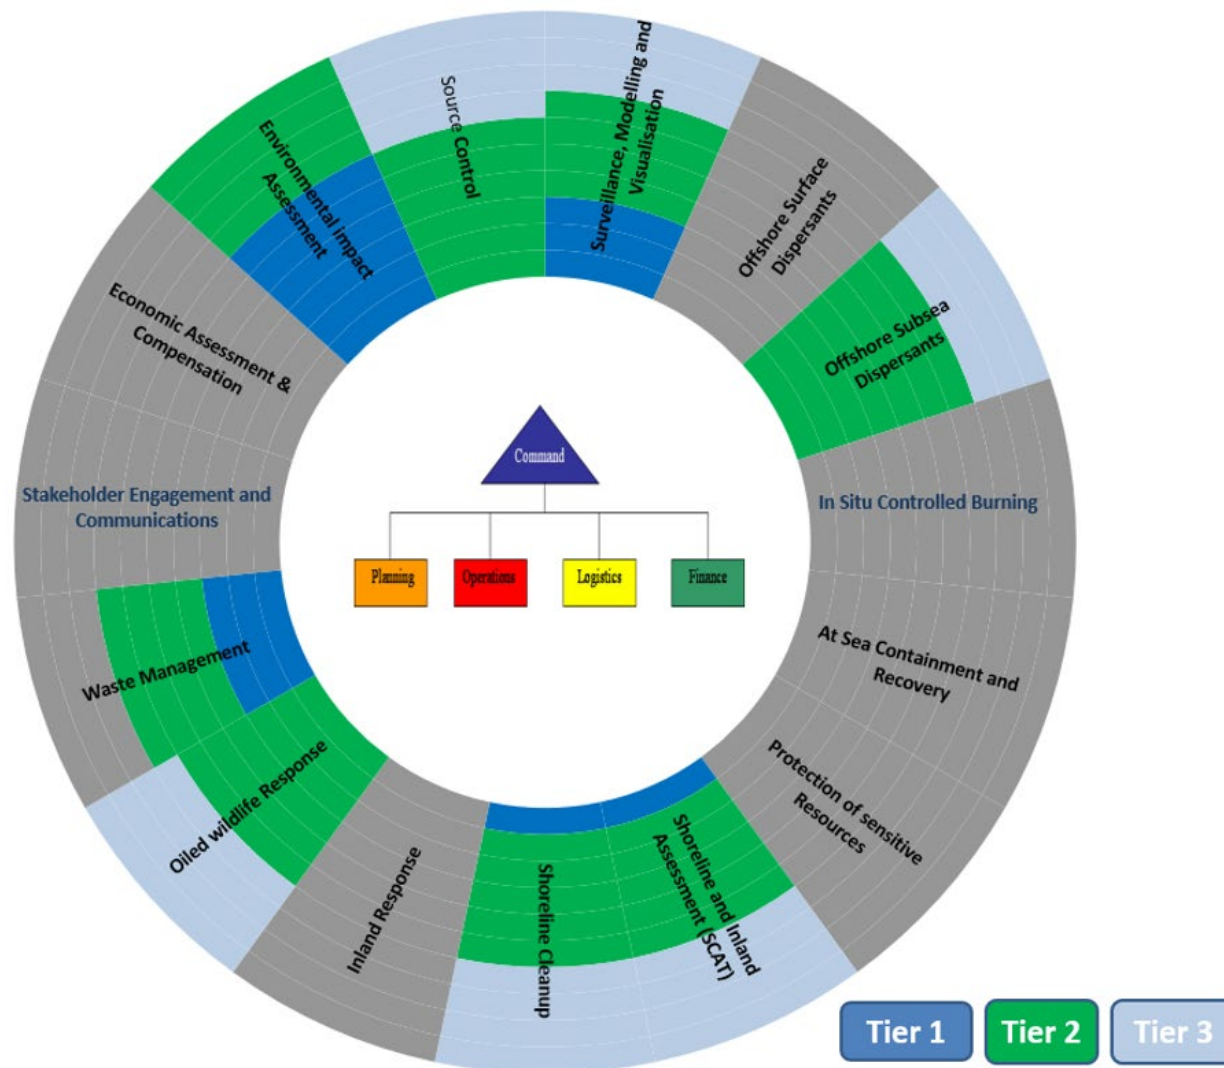 Source Control
Surveillance, Modelling and
Visualisation
Offshore Surface
Dispersants
Offshore Subsea
Dispersants
In Situ Controlled Burning
At Sea Containment and
Recovery
Protection of sensitive
Resources
Shoreline and Inland
Assessment (SCAT)
Shoreline Cleanup
Inland Response
Oiled wildlife Response
Waste Management
Stakeholder Engagement and
Communications
Economic Assessment &
Compensation
Environmental impact
Assessment
Command
Planning
Operations
Logistics
Finance
Tier 1
Tier 2
Tier 3